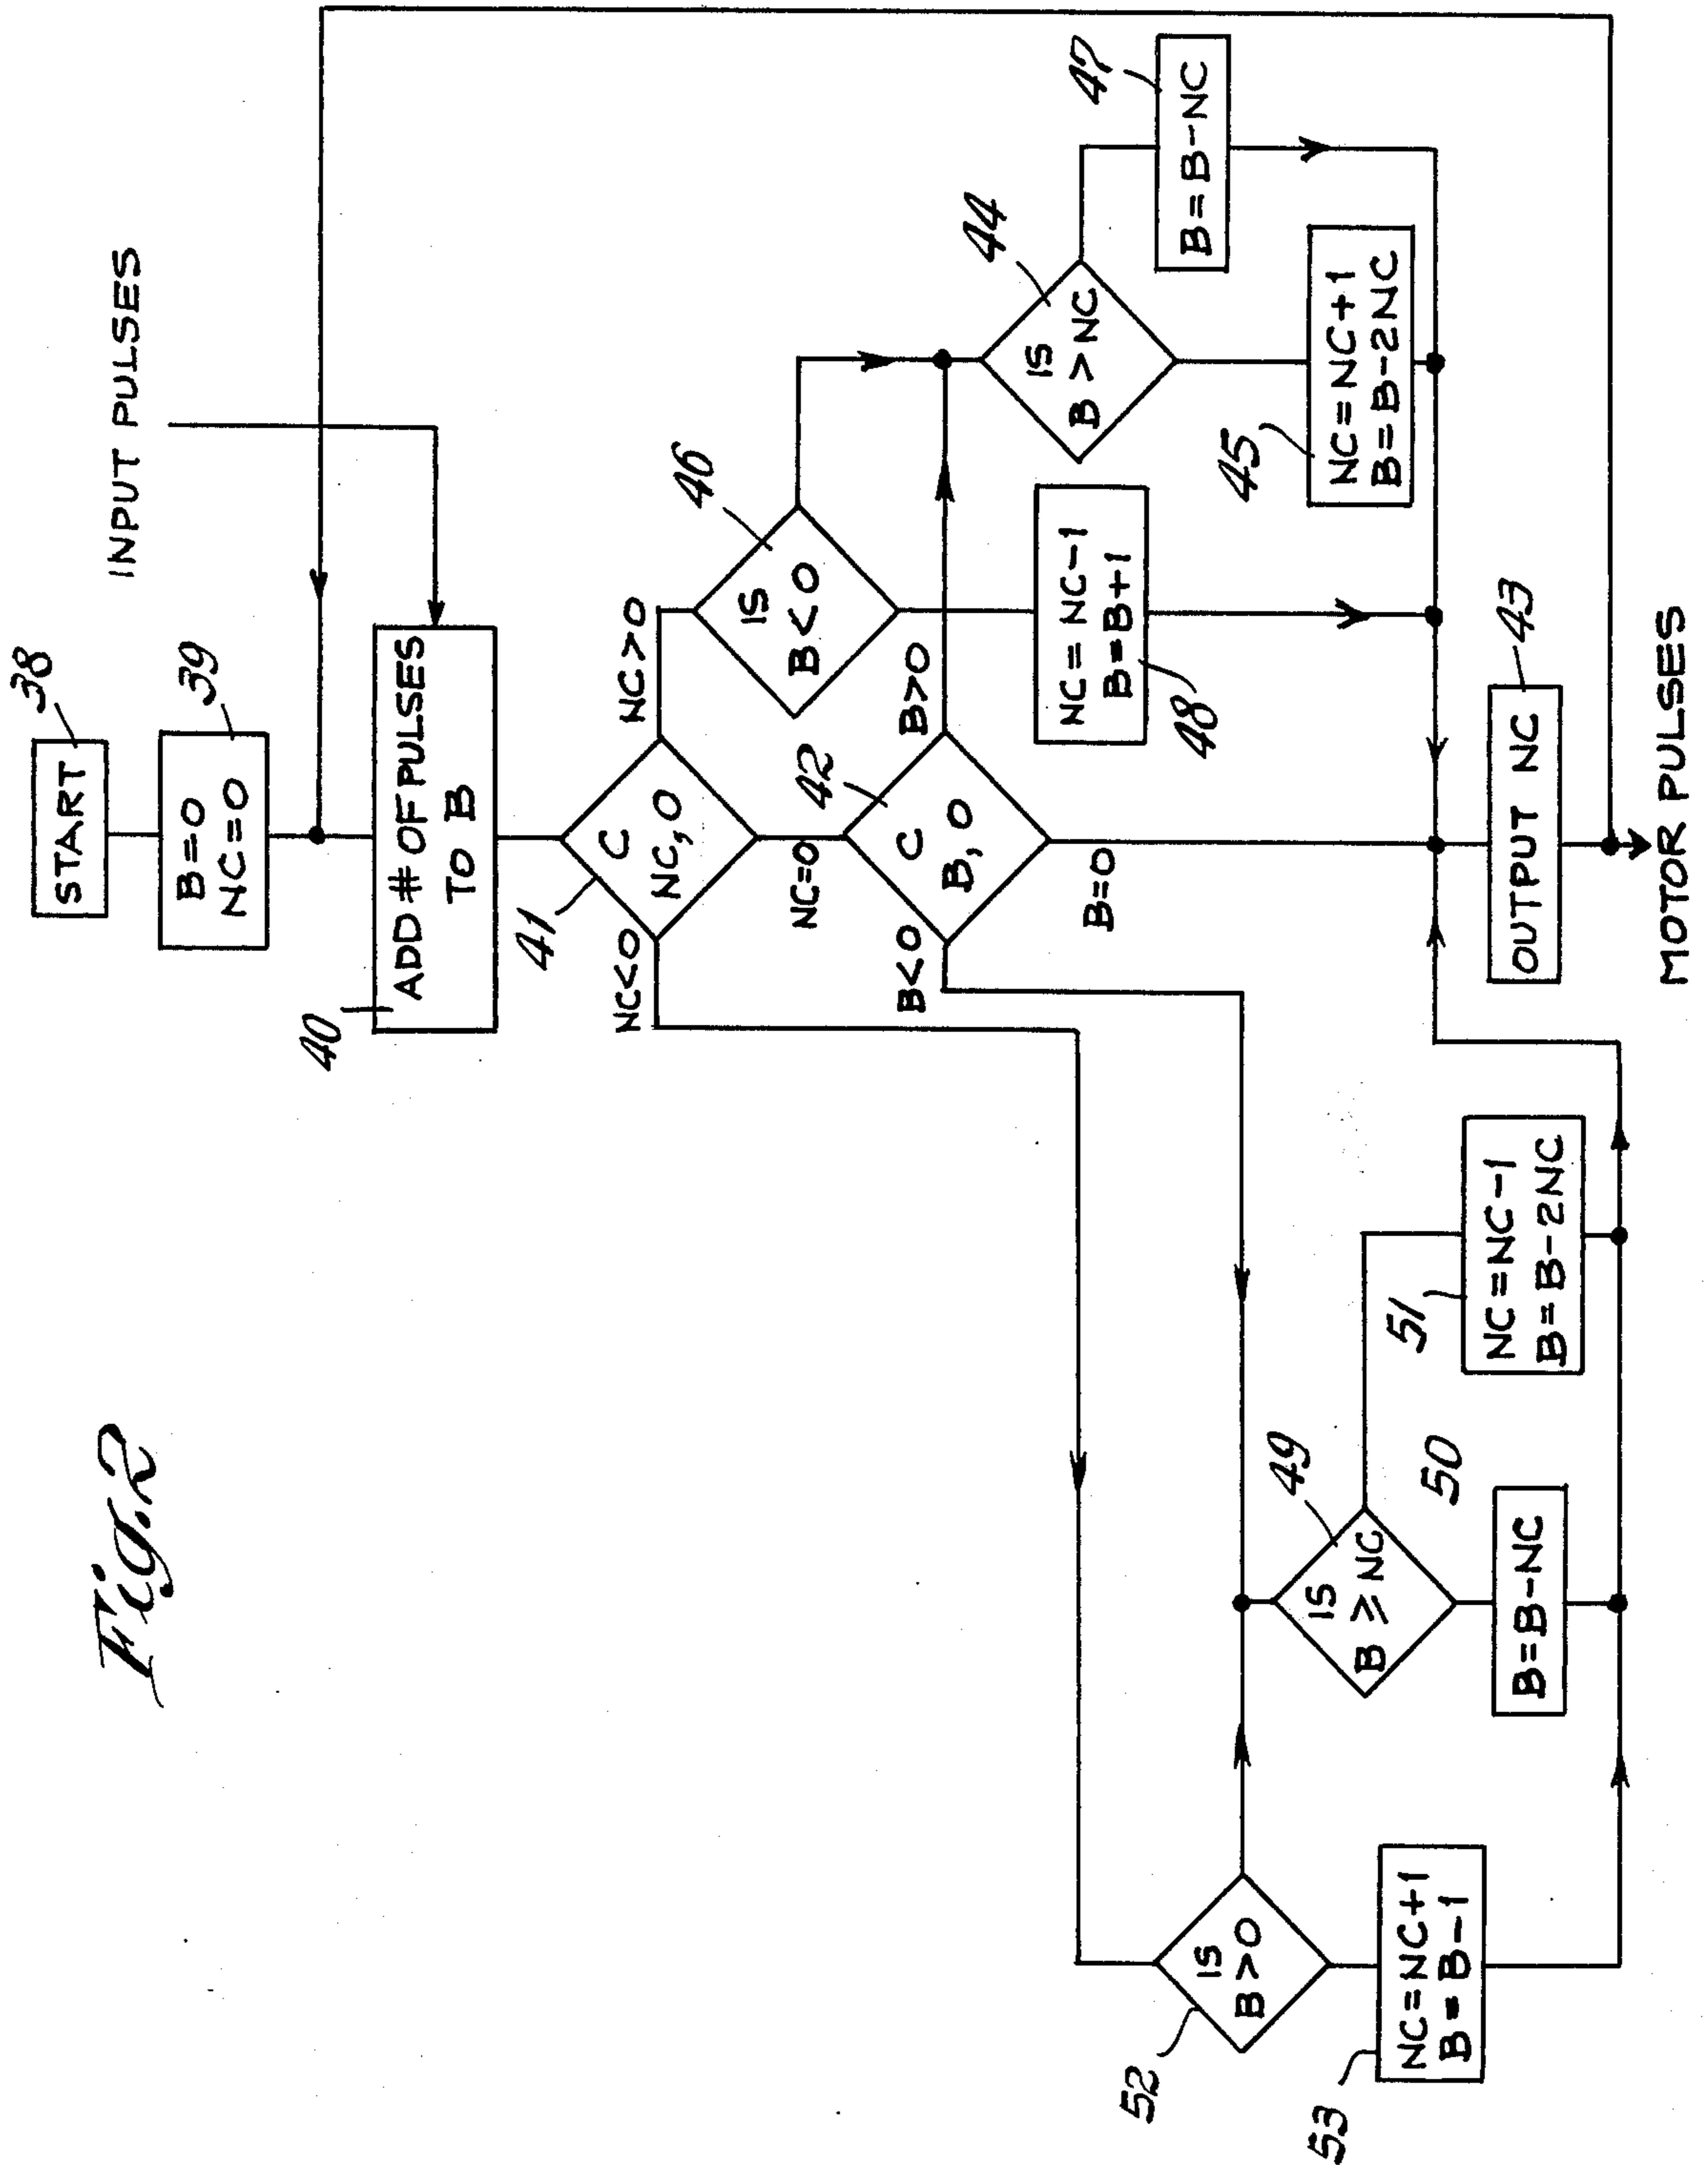 Fig. 2
38
START
39
B=0
NC=0
INPUT PULSES
40
ADD # OF PULSES
TO B
41
C
NC, 0
NC<0
NC>0
NC=0
42
C
B, 0
B<0
B>0
B=0
46
IS
B<0
48
NC=NC-1
B=B+1
44
IS
B>NC
47
B=B-NC
45
NC=NC+1
B=B-2NC
52
IS
B>0
53
NC=NC+1
B=B-1
49
IS
B≥NC
50
B=B-NC
51
NC=NC-1
B=B-2NC
43
OUTPUT NC
MOTOR PULSES